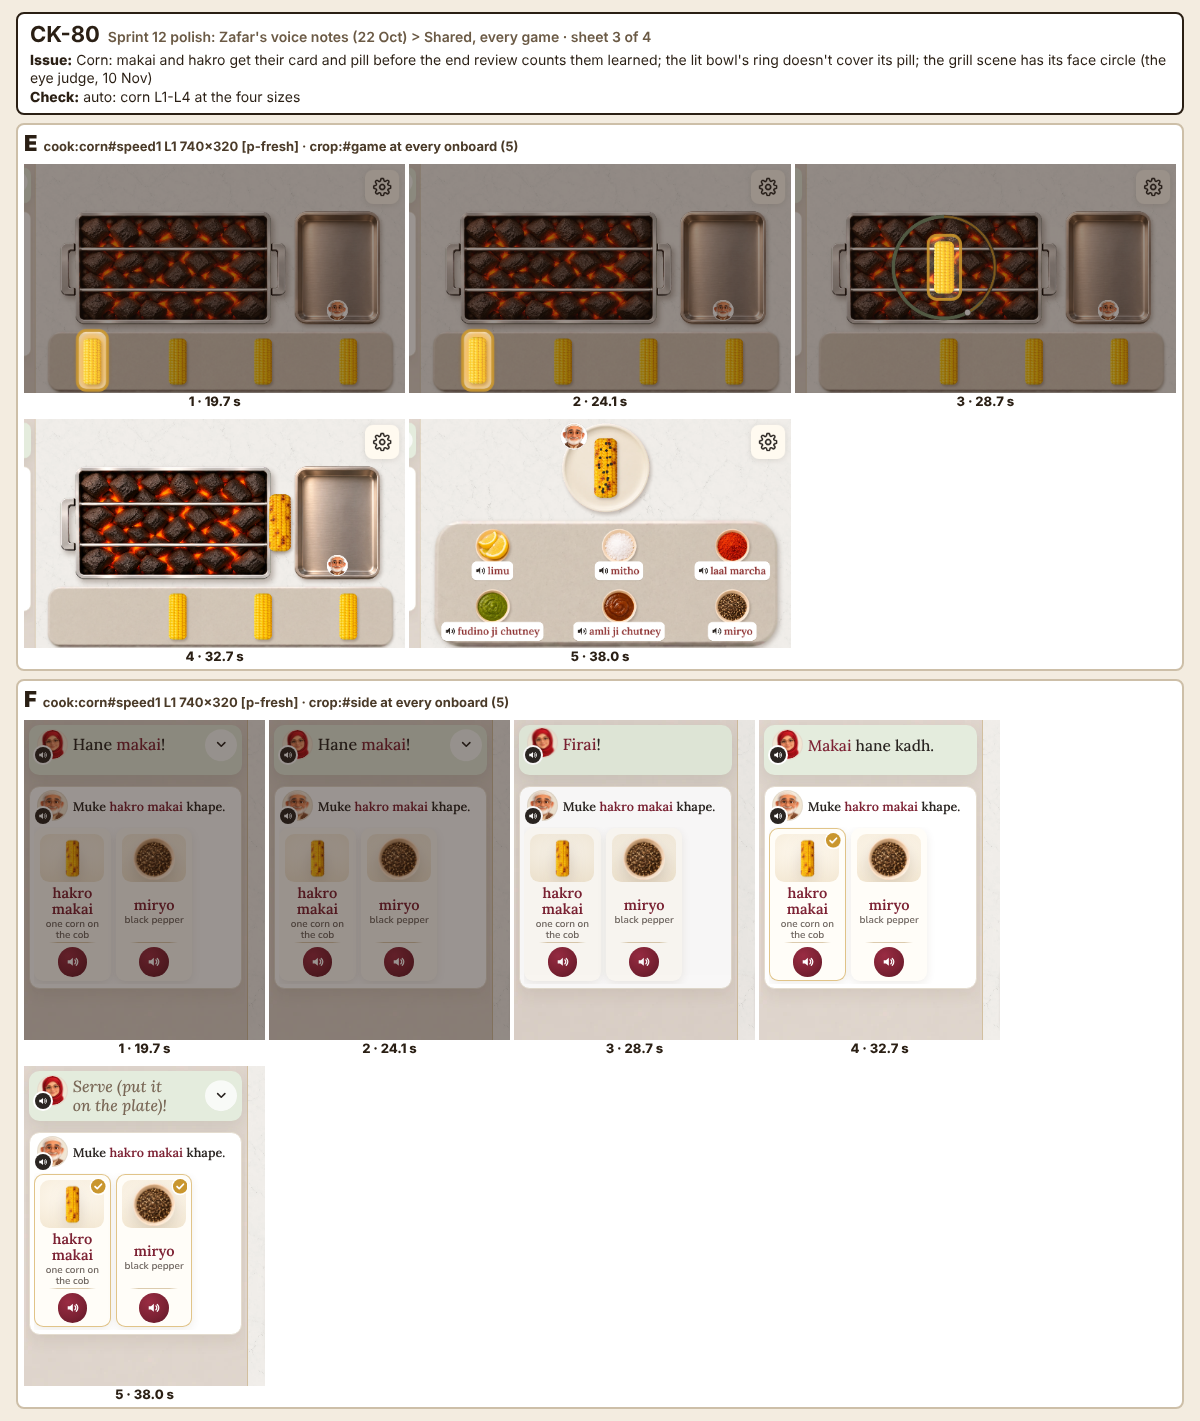 CK-80 Sprint 12 polish: Zafar's voice notes (22 Oct) > Shared, every game · sheet 3 of 4
Issue: Corn: makai and hakro get their card and pill before the end review counts them learned; the lit bowl's ring doesn't cover its pill; the grill scene has its face circle (the
eye judge, 10 Nov)
Check: auto: corn L1-L4 at the four sizes
E cook:corn#speed1 L1 740×320 [p-fresh] · crop:#game at every onboard (5)
1 · 19.7 s
2 · 24.1 s
3 · 28.7 s
limu
mitho
laal marcha
fudino ji chutney
amli ji chutney
miryo
4 · 32.7 s
5 · 38.0 s
F cook:corn#speed1 L1 740×320 [p-fresh] · crop:#side at every onboard (5)
Hane makai!
Muke hakro makai khape.
hakro
makai
one corn on
the cob
miryo
black pepper
1 · 19.7 s
Hane makai!
Muke hakro makai khape.
hakro
makai
one corn on
the cob
miryo
black pepper
2 · 24.1 s
Firai!
Muke hakro makai khape.
hakro
makai
one corn on
the cob
miryo
black pepper
3 · 28.7 s
Makai hane kadh.
Muke hakro makai khape.
hakro
makai
one corn on
the cob
miryo
black pepper
4 · 32.7 s
Serve (put it
on the plate)!
Muke hakro makai khape.
hakro
makai
one corn on
the cob
miryo
black pepper
5 · 38.0 s